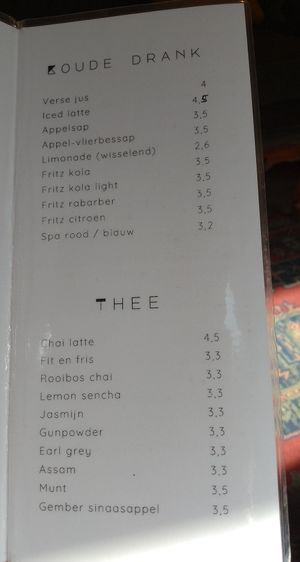 KOUDE DRANK
Verse jus 4
Iced latte 4,5
Appelsap 3,5
Appel-vlierbessap 3,5
Limonade (wisselend) 2,6
Fritz kola 3,5
Fritz kola light 3,5
Fritz rabarber 3,5
Fritz citroen 3,5
Spa rood / blauw 3,2
THEE
Chai latte 4,5
Fit en fris 3,3
Rooibos chai 3,3
Lemon sencha 3,3
Jasmijn 3,3
Gunpowder 3,3
Earl grey 3,3
Assam 3,3
Munt 3,5
Gember sinaasappel 3,5